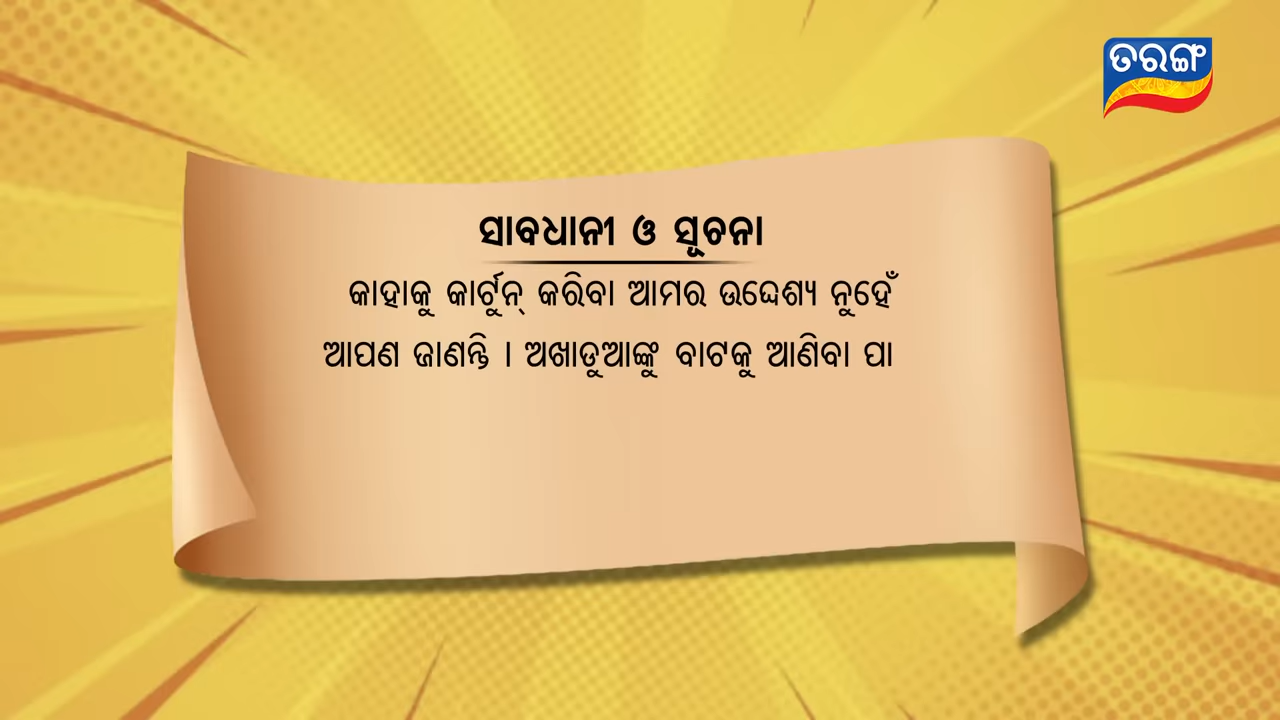 ତରଙ୍ଗ
ସାବଧାନୀ ଓ ସୂଚନା
କାହାକୁ କାର୍ଟୁନ୍ କରିବା ଆମର ଉଦ୍ଦେଶ୍ୟ ନୁହେଁ
ଆପଣ ଜାଣନ୍ତି । ଅଖାଡୁଆଙ୍କୁ ବାଟକୁ ଆଣିବା ପା